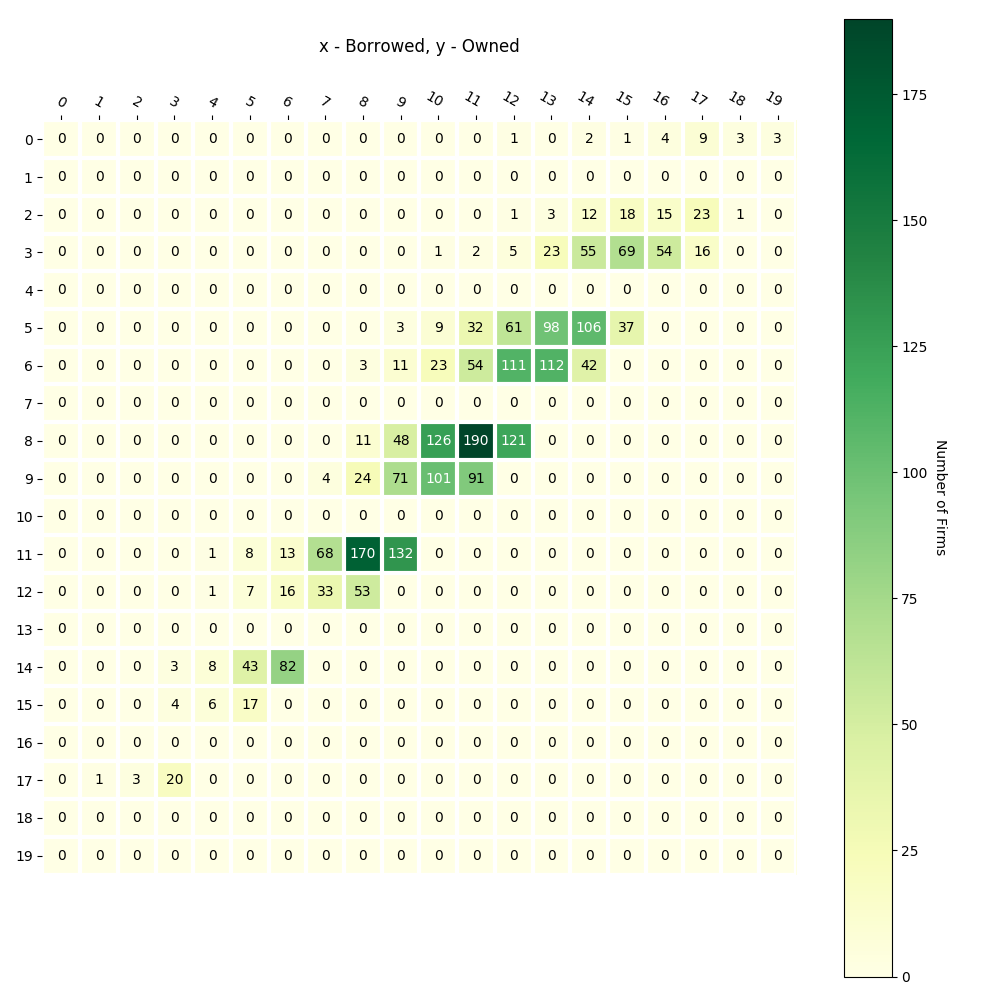 x - Borrowed, y - Owned
0 1 2 3 4 5 6 7 8 9 10 11 12 13 14 15 16 17 18 19
0 0 0 0 0 0 0 0 0 0 0 0 0 1 0 2 1 4 9 3 3
1 0 0 0 0 0 0 0 0 0 0 0 0 0 0 0 0 0 0 0 0
2 0 0 0 0 0 0 0 0 0 0 0 0 1 3 12 18 15 23 1 0
3 0 0 0 0 0 0 0 0 0 0 1 2 5 23 55 69 54 16 0 0
4 0 0 0 0 0 0 0 0 0 0 0 0 0 0 0 0 0 0 0 0
5 0 0 0 0 0 0 0 0 0 3 9 32 61 98 106 37 0 0 0 0
6 0 0 0 0 0 0 0 0 3 11 23 54 111 112 42 0 0 0 0 0
7 0 0 0 0 0 0 0 0 0 0 0 0 0 0 0 0 0 0 0 0
8 0 0 0 0 0 0 0 0 11 48 126 190 121 0 0 0 0 0 0 0
9 0 0 0 0 0 0 0 4 24 71 101 91 0 0 0 0 0 0 0 0
10 0 0 0 0 0 0 0 0 0 0 0 0 0 0 0 0 0 0 0 0
11 0 0 0 0 1 8 13 68 170 132 0 0 0 0 0 0 0 0 0 0
12 0 0 0 0 1 7 16 33 53 0 0 0 0 0 0 0 0 0 0 0
13 0 0 0 0 0 0 0 0 0 0 0 0 0 0 0 0 0 0 0 0
14 0 0 0 3 8 43 82 0 0 0 0 0 0 0 0 0 0 0 0 0
15 0 0 0 4 6 17 0 0 0 0 0 0 0 0 0 0 0 0 0 0
16 0 0 0 0 0 0 0 0 0 0 0 0 0 0 0 0 0 0 0 0
17 0 1 3 20 0 0 0 0 0 0 0 0 0 0 0 0 0 0 0 0
18 0 0 0 0 0 0 0 0 0 0 0 0 0 0 0 0 0 0 0 0
19 0 0 0 0 0 0 0 0 0 0 0 0 0 0 0 0 0 0 0 0
175
150
125
100
75
50
25
0
Number of Firms